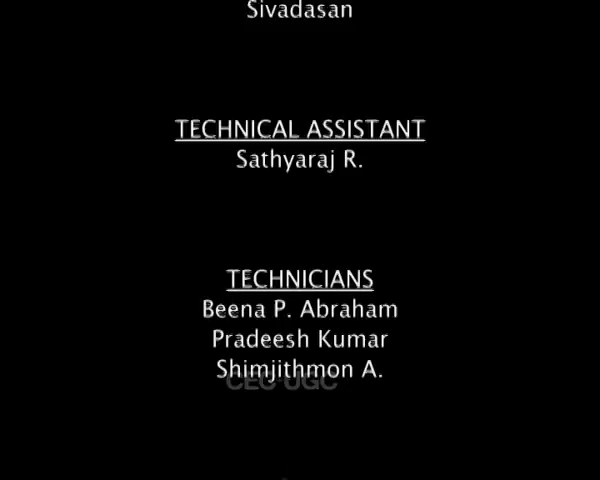 Sivadasan
TECHNICAL ASSISTANT
Sathyaraj R.
TECHNICIANS
Beena P. Abraham
Pradeesh Kumar
Shimjithmon A.
CEC-UGC